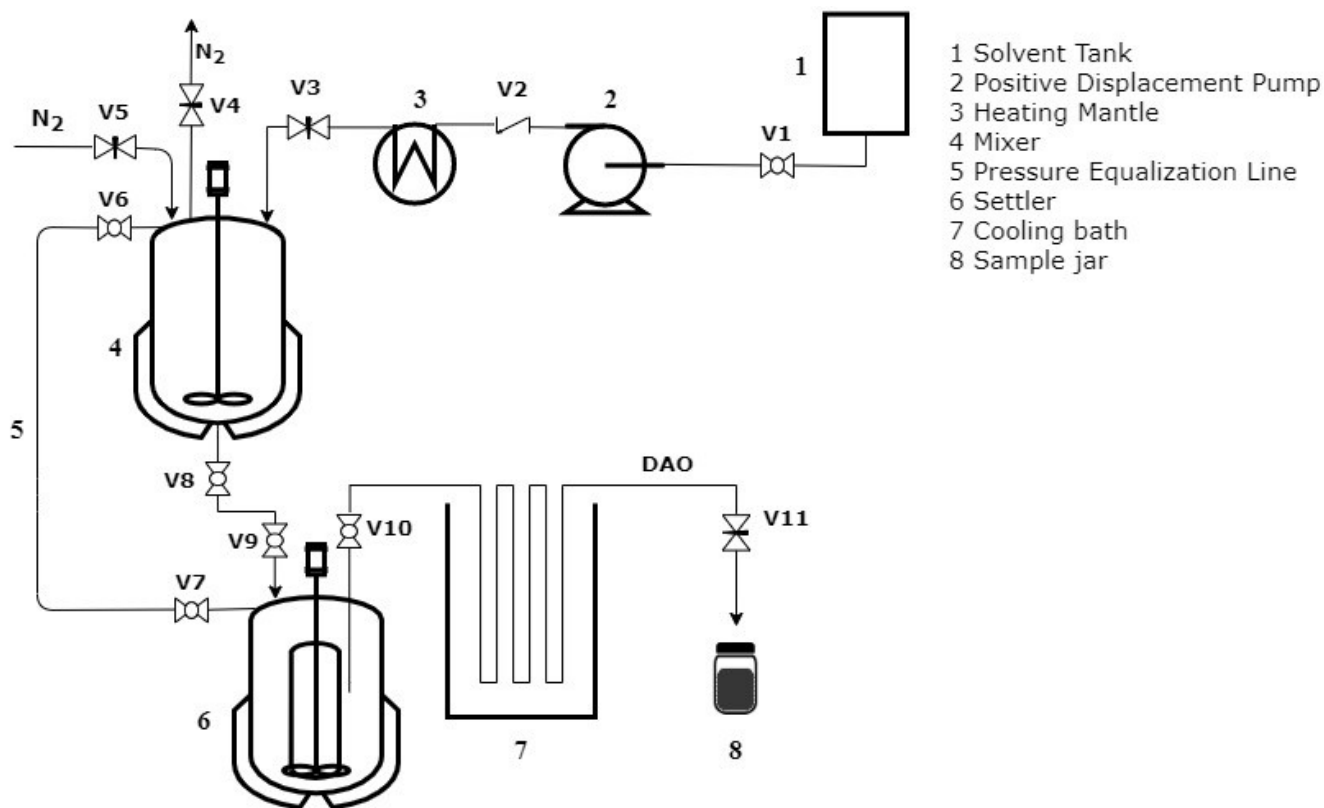 N₂
V5
N₂
V4
V3
3
V2
2
V1
1
1 Solvent Tank
2 Positive Displacement Pump
3 Heating Mantle
4 Mixer
5 Pressure Equalization Line
6 Settler
7 Cooling bath
8 Sample jar
V6
4
5
V8
V9
V10
DAO
V11
V7
6
7
8